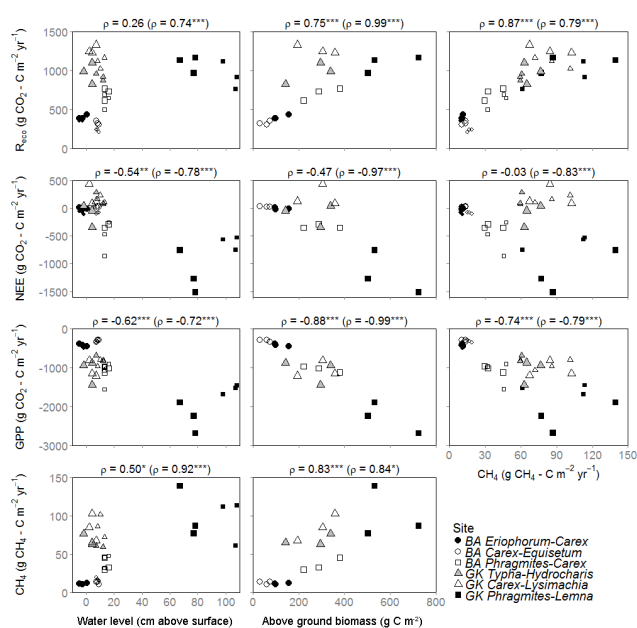 ρ = 0.26 (ρ = 0.74***)
ρ = 0.75*** (ρ = 0.99***)
ρ = 0.87*** (ρ = 0.79***)
R_eco (g CO₂ - C m⁻² yr⁻¹)
1500
1000
500
0
ρ = -0.54** (ρ = -0.78***)
ρ = -0.47 (ρ = -0.97***)
ρ = -0.03 (ρ = -0.83***)
NEE (g CO₂ - C m⁻² yr⁻¹)
500
0
-500
-1000
-1500
ρ = -0.62*** (ρ = -0.72***)
ρ = -0.88*** (ρ = -0.99***)
ρ = -0.74*** (ρ = -0.79***)
GPP (g CO₂ - C m⁻² yr⁻¹)
0
-1000
-2000
-3000
0 30 60 90 120 150
CH₄ (g CH₄ - C m⁻² yr⁻¹)
ρ = 0.50* (ρ = 0.92***)
ρ = 0.83*** (ρ = 0.84*)
CH₄ (g CH₄ - C m⁻² yr⁻¹)
150
100
50
0
0 50 100
Water level (cm above surface)
0 200 400 600 800
Above ground biomass (g C m⁻²)
Site
BA Eriophorum-Carex
BA Carex-Equisetum
BA Phragmites-Carex
GK Typha-Hydrocharis
GK Carex-Lysimachia
GK Phragmites-Lemna